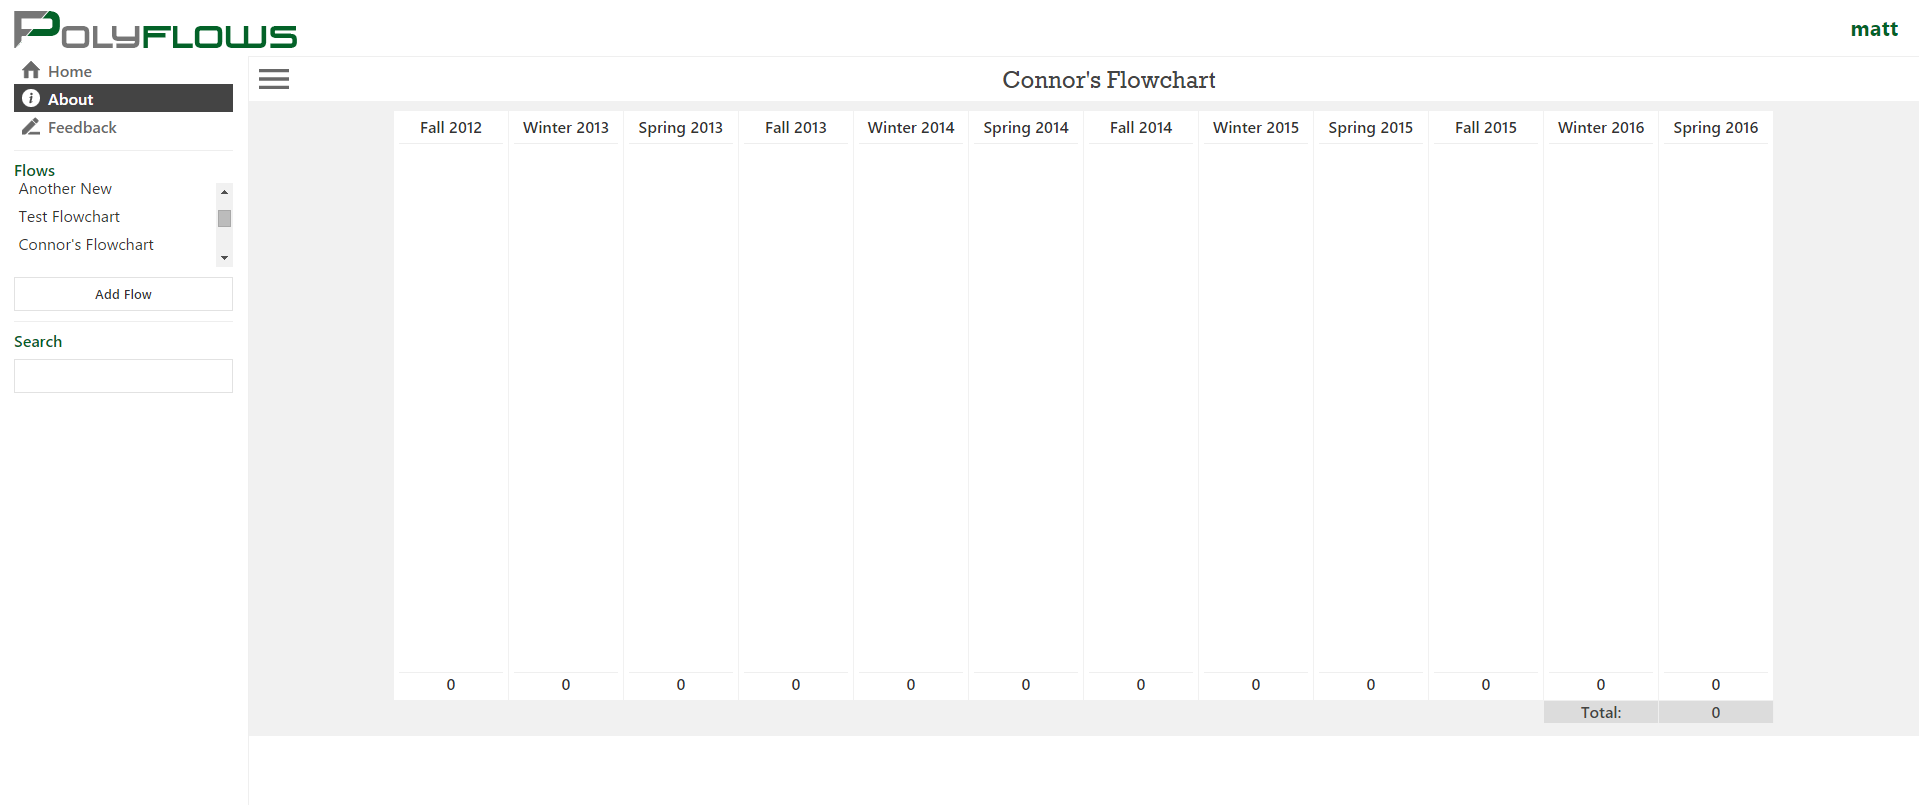 POLYFLOWS
matt
Home
About
Feedback
Flows
Another New
Test Flowchart
Connor's Flowchart
Add Flow
Search
Connor's Flowchart
Fall 2012 Winter 2013 Spring 2013 Fall 2013 Winter 2014 Spring 2014 Fall 2014 Winter 2015 Spring 2015 Fall 2015 Winter 2016 Spring 2016
0 0 0 0 0 0 0 0 0 0 0 0
Total: 0